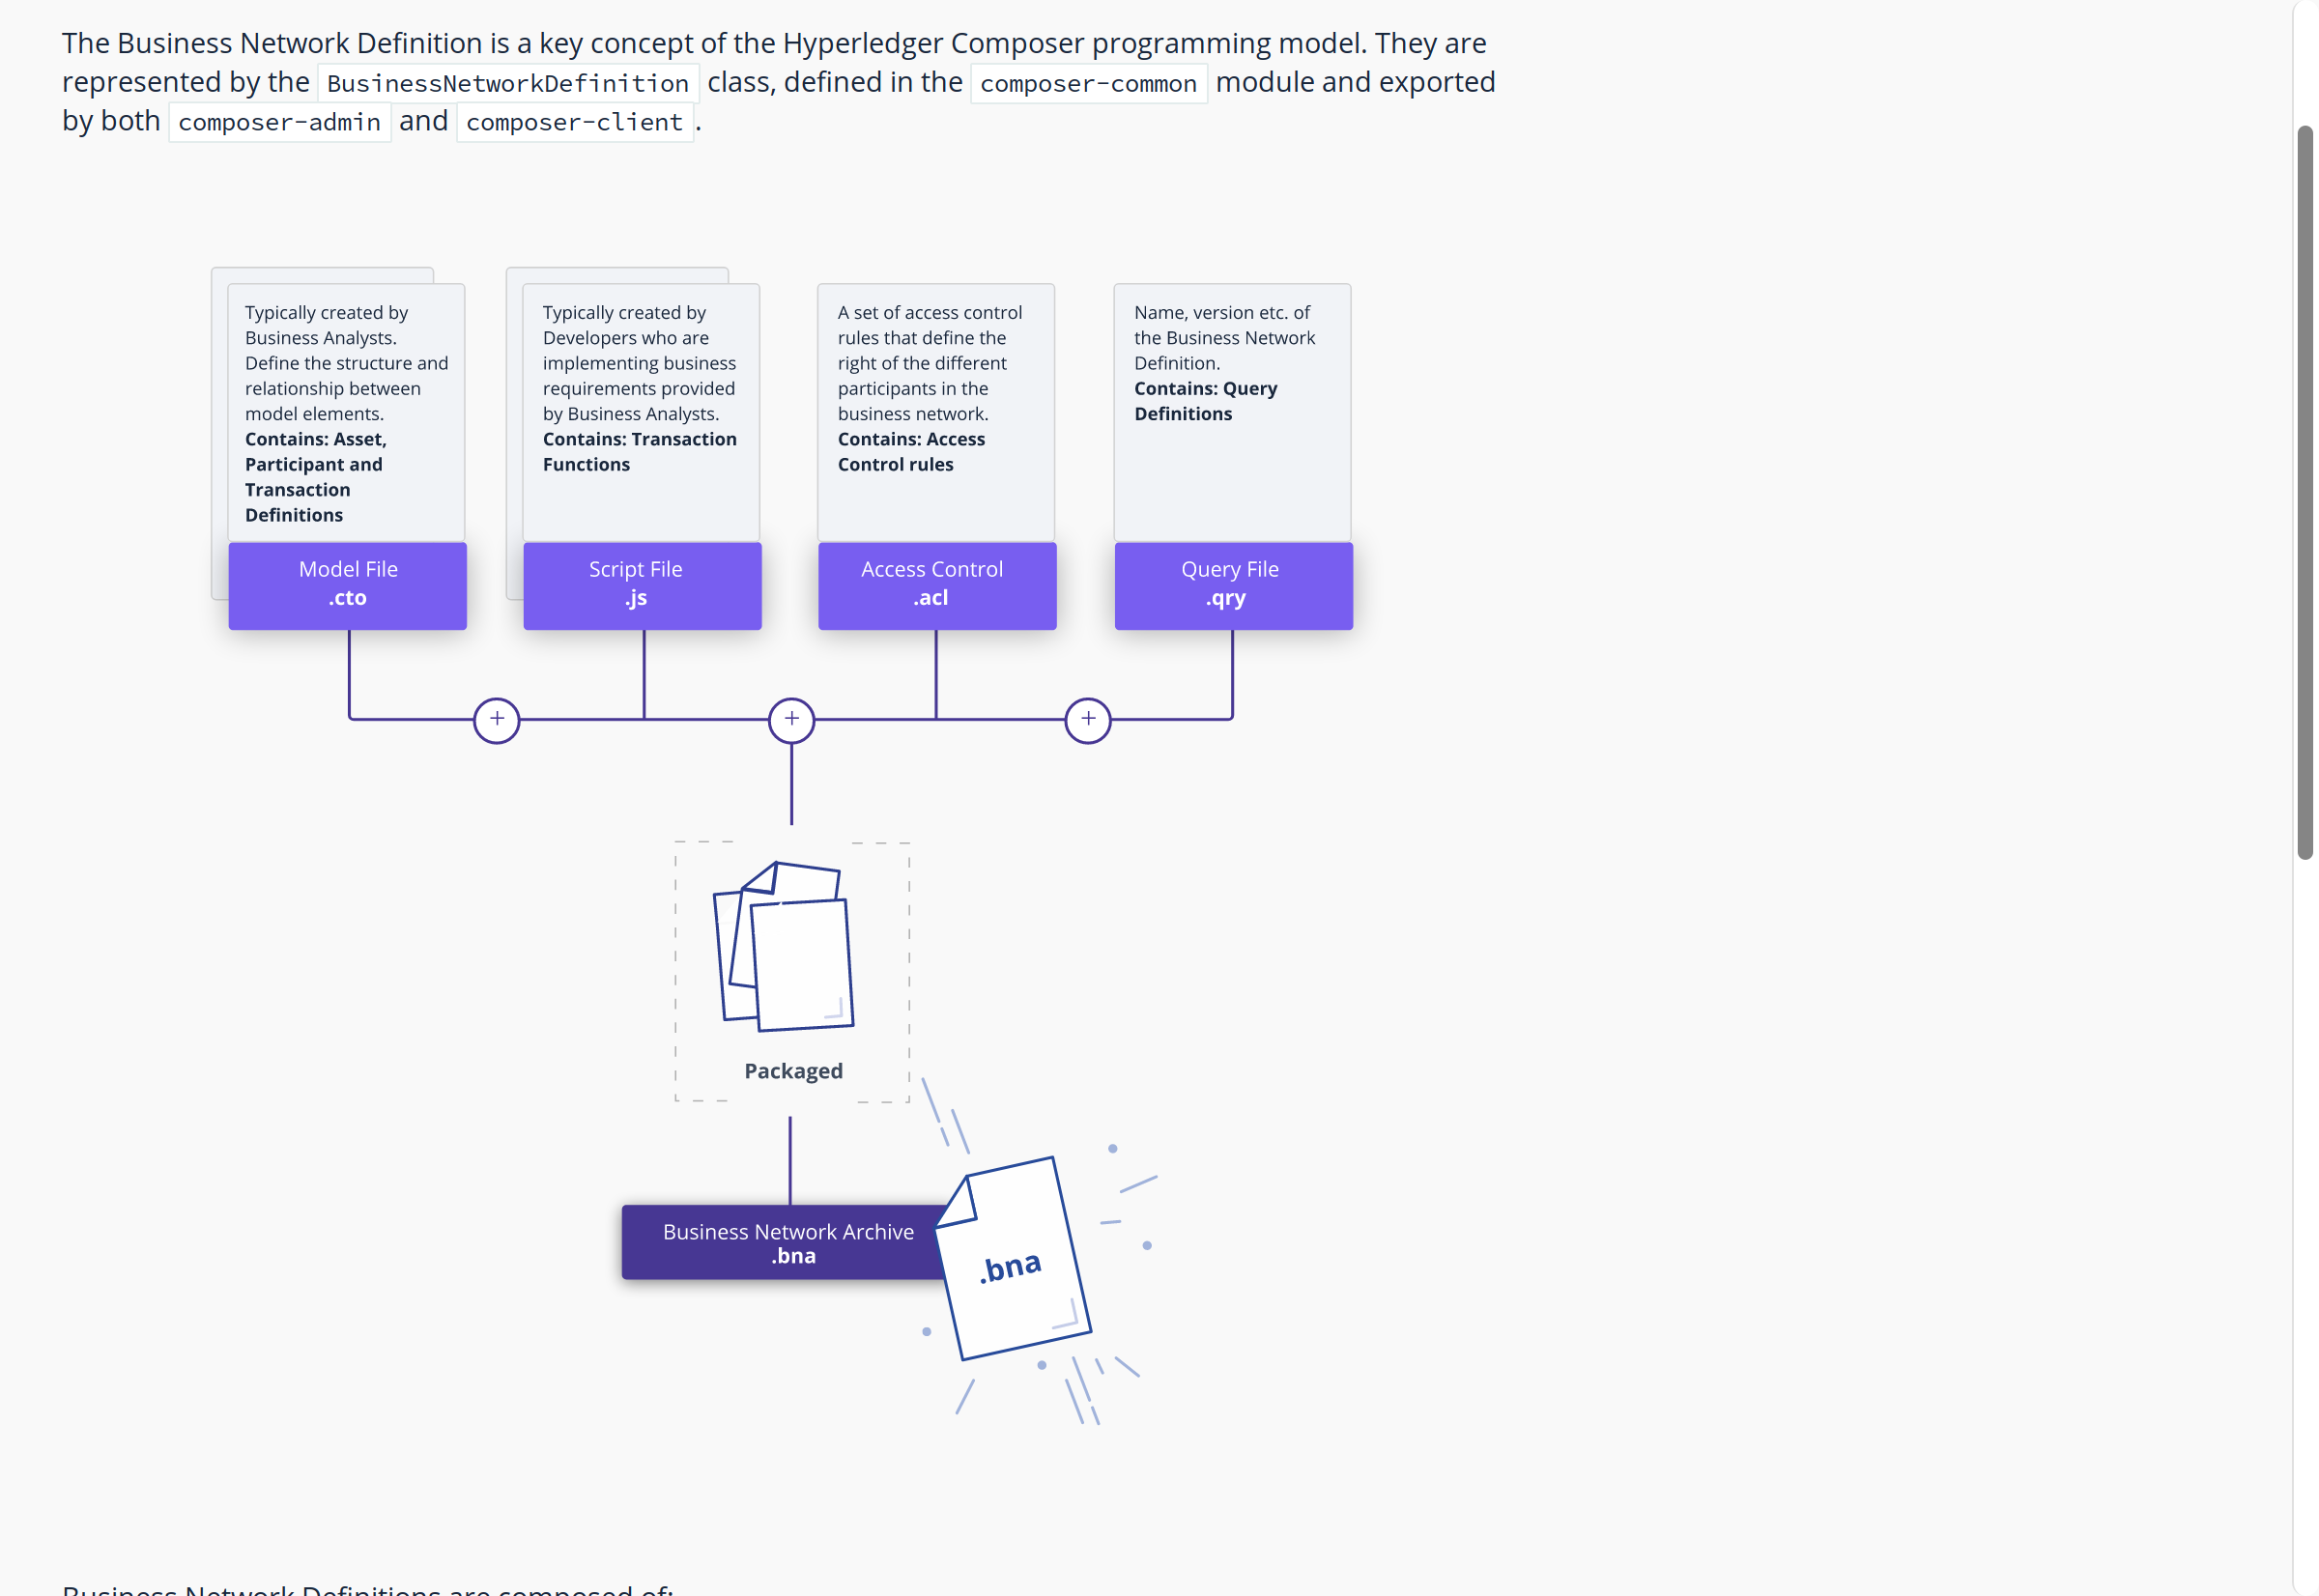 The Business Network Definition is a key concept of the Hyperledger Composer programming model. They are
represented by the BusinessNetworkDefinition class, defined in the composer-common module and exported
by both composer-admin and composer-client.
Typically created by
Business Analysts.
Define the structure and
relationship between
model elements.
Contains: Asset,
Participant and
Transaction
Definitions
Model File
.cto
Typically created by
Developers who are
implementing business
requirements provided
by Business Analysts.
Contains: Transaction
Functions
Script File
.js
A set of access control
rules that define the
right of the different
participants in the
business network.
Contains: Access
Control rules
Access Control
.acl
Name, version etc. of
the Business Network
Definition.
Contains: Query
Definitions
Query File
.qry
+
+
+
Packaged
Business Network Archive
.bna
.bna
Business Network Definitions are composed of: